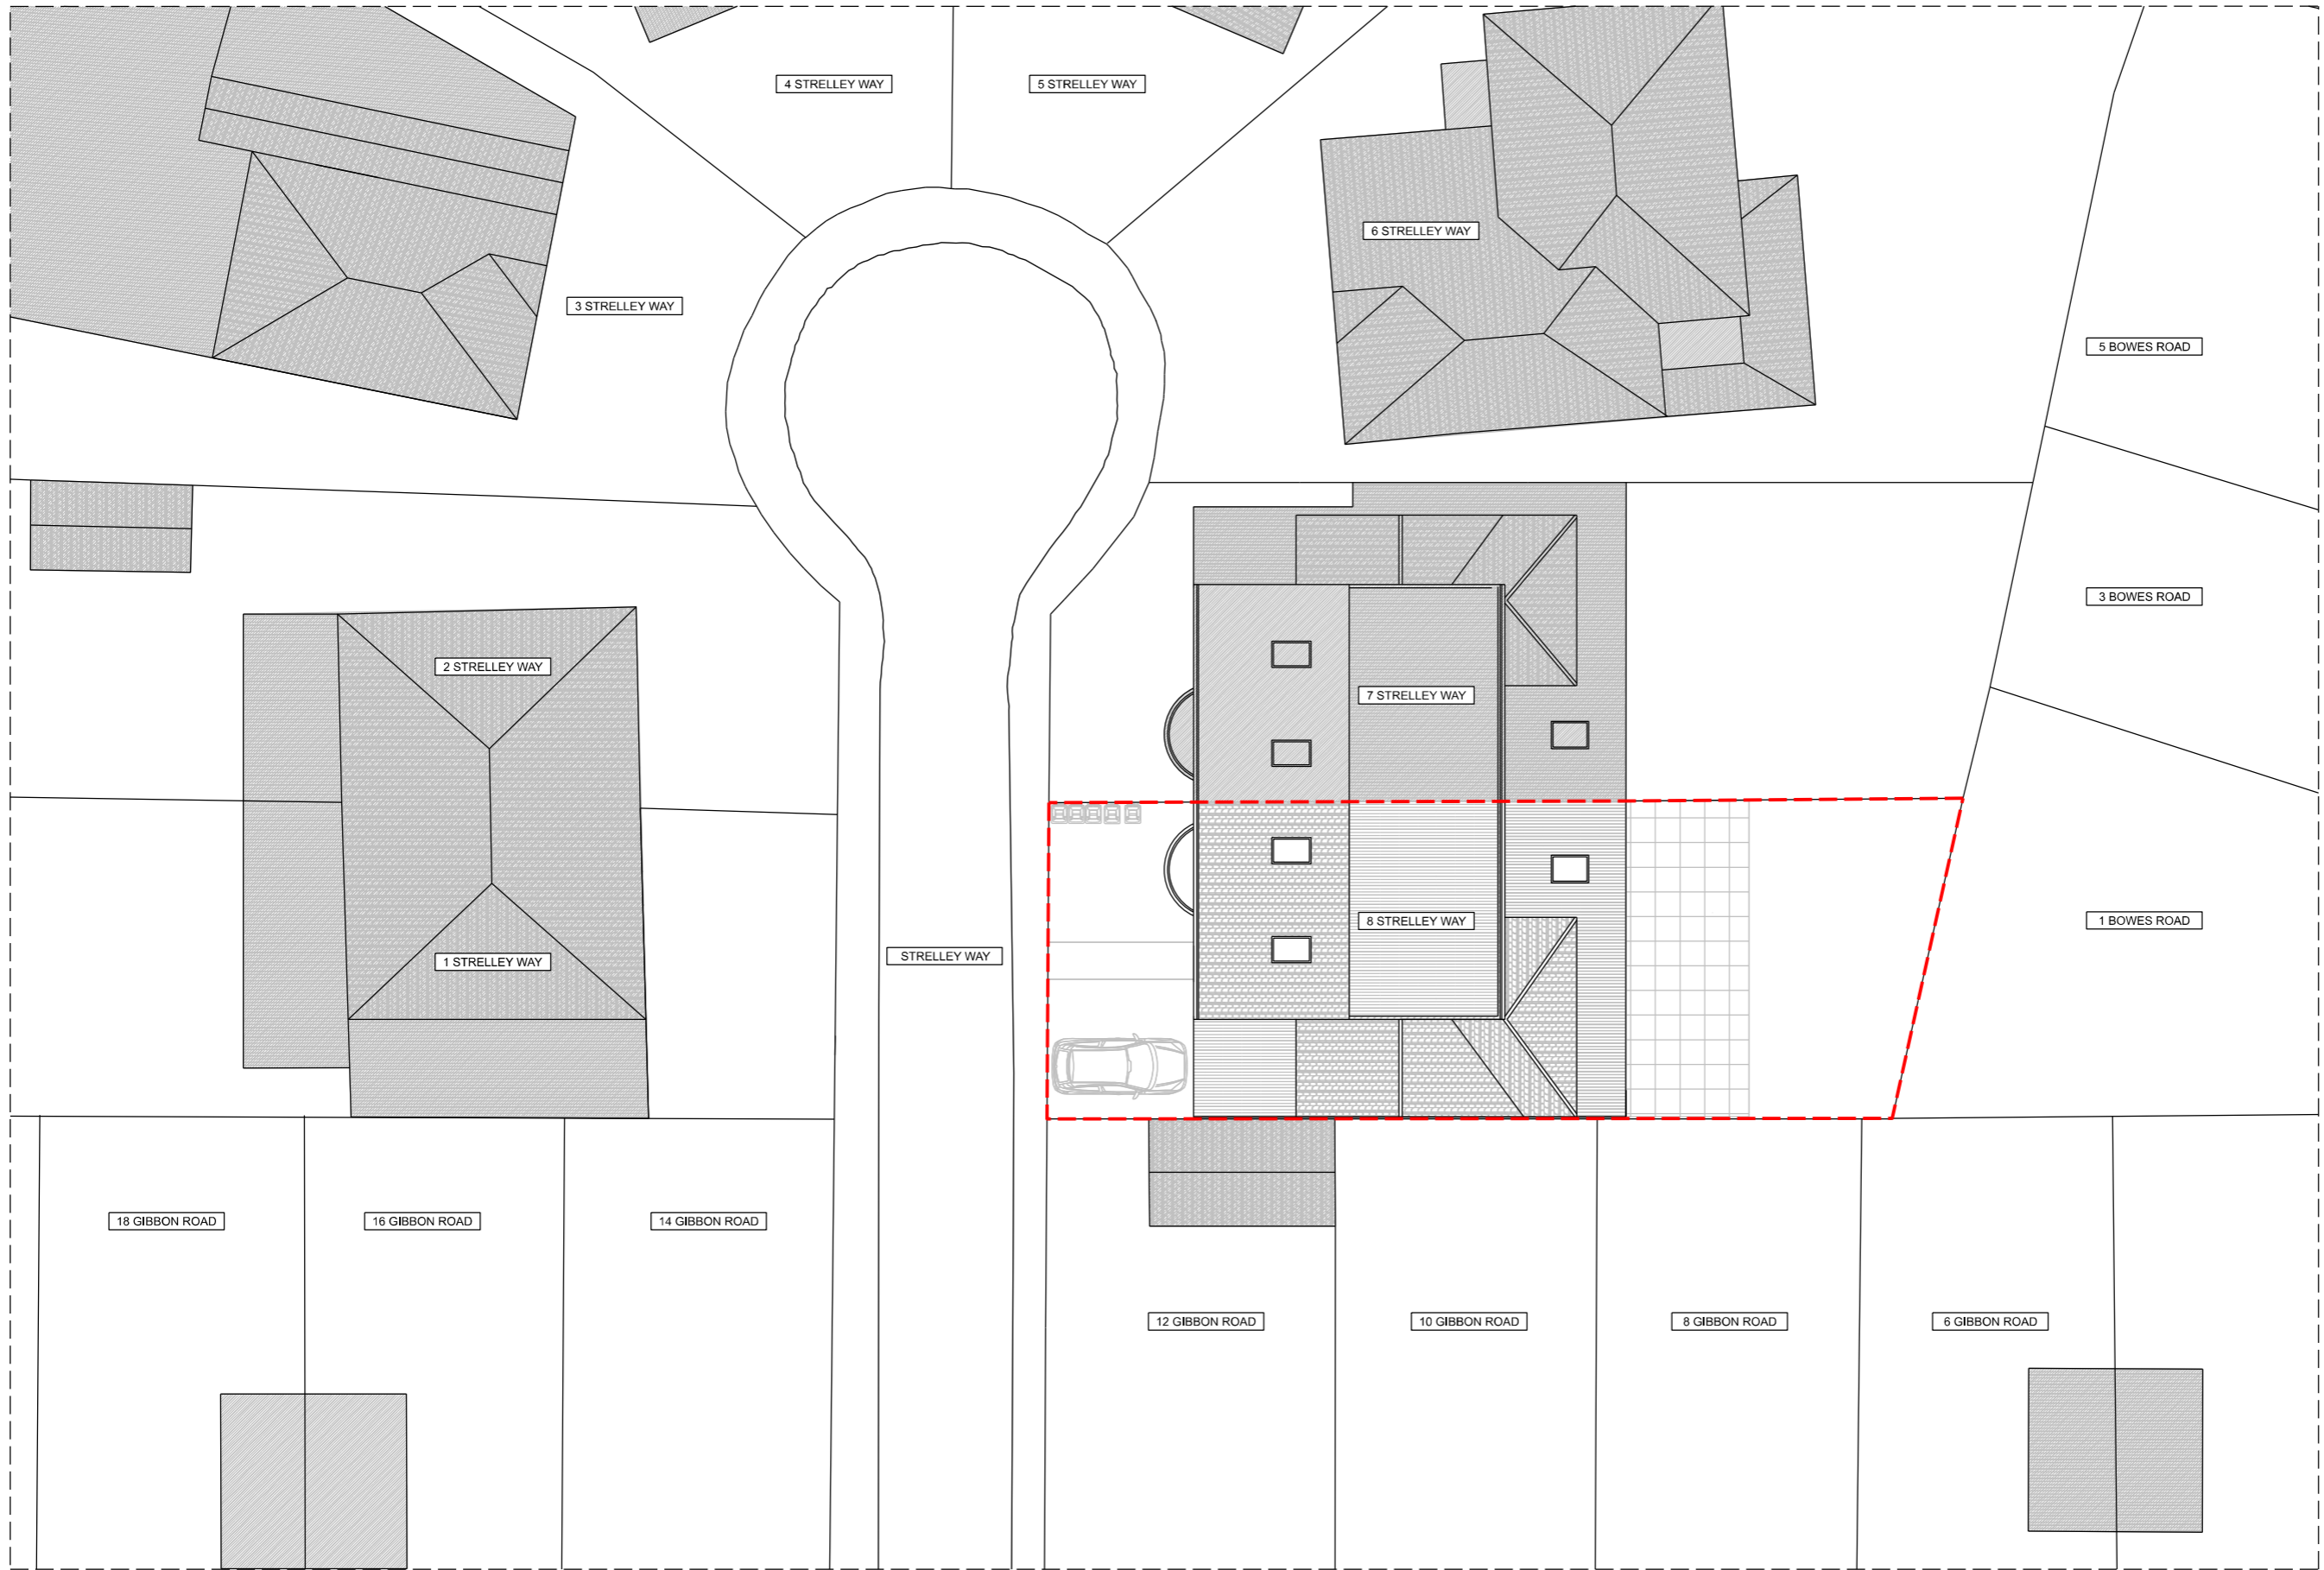 4 STRELLEY WAY
5 STRELLEY WAY
6 STRELLEY WAY
3 STRELLEY WAY
5 BOWES ROAD
3 BOWES ROAD
2 STRELLEY WAY
7 STRELLEY WAY
8 STRELLEY WAY
1 BOWES ROAD
STRELLEY WAY
1 STRELLEY WAY
18 GIBBON ROAD
16 GIBBON ROAD
14 GIBBON ROAD
12 GIBBON ROAD
10 GIBBON ROAD
8 GIBBON ROAD
6 GIBBON ROAD